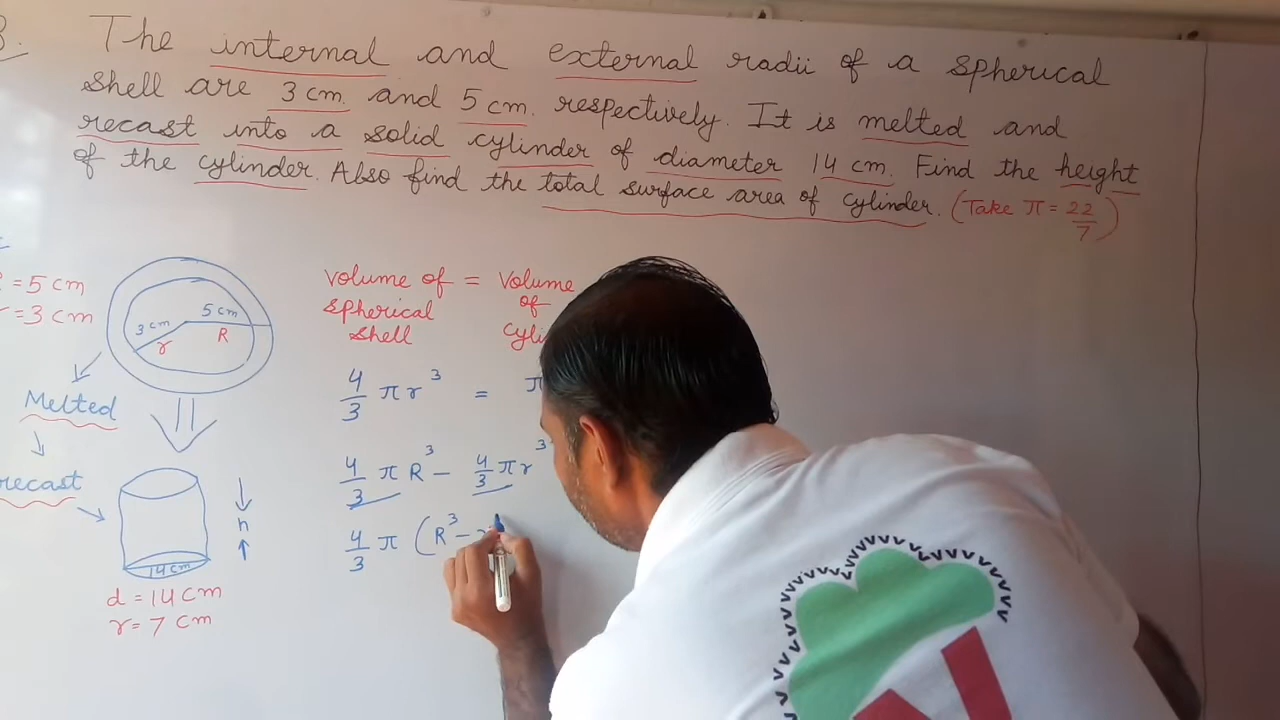 3. The internal and external radii of a spherical
shell are 3 cm. and 5 cm. respectively. It is melted and
recast into a solid cylinder of diameter 14 cm. Find the height
of the cylinder. Also find the total surface area of cylinder. (Take π = 22/7)
= 5 cm
= 3 cm
5 cm
3 cm
r
R
Melted
recast
h
14 cm
d = 14 cm
r = 7 cm
Volume of = Volume
spherical of
shell
4/3 π r³ = π
4/3 π R³ - 4/3 π r³
4/3 π (R³ -